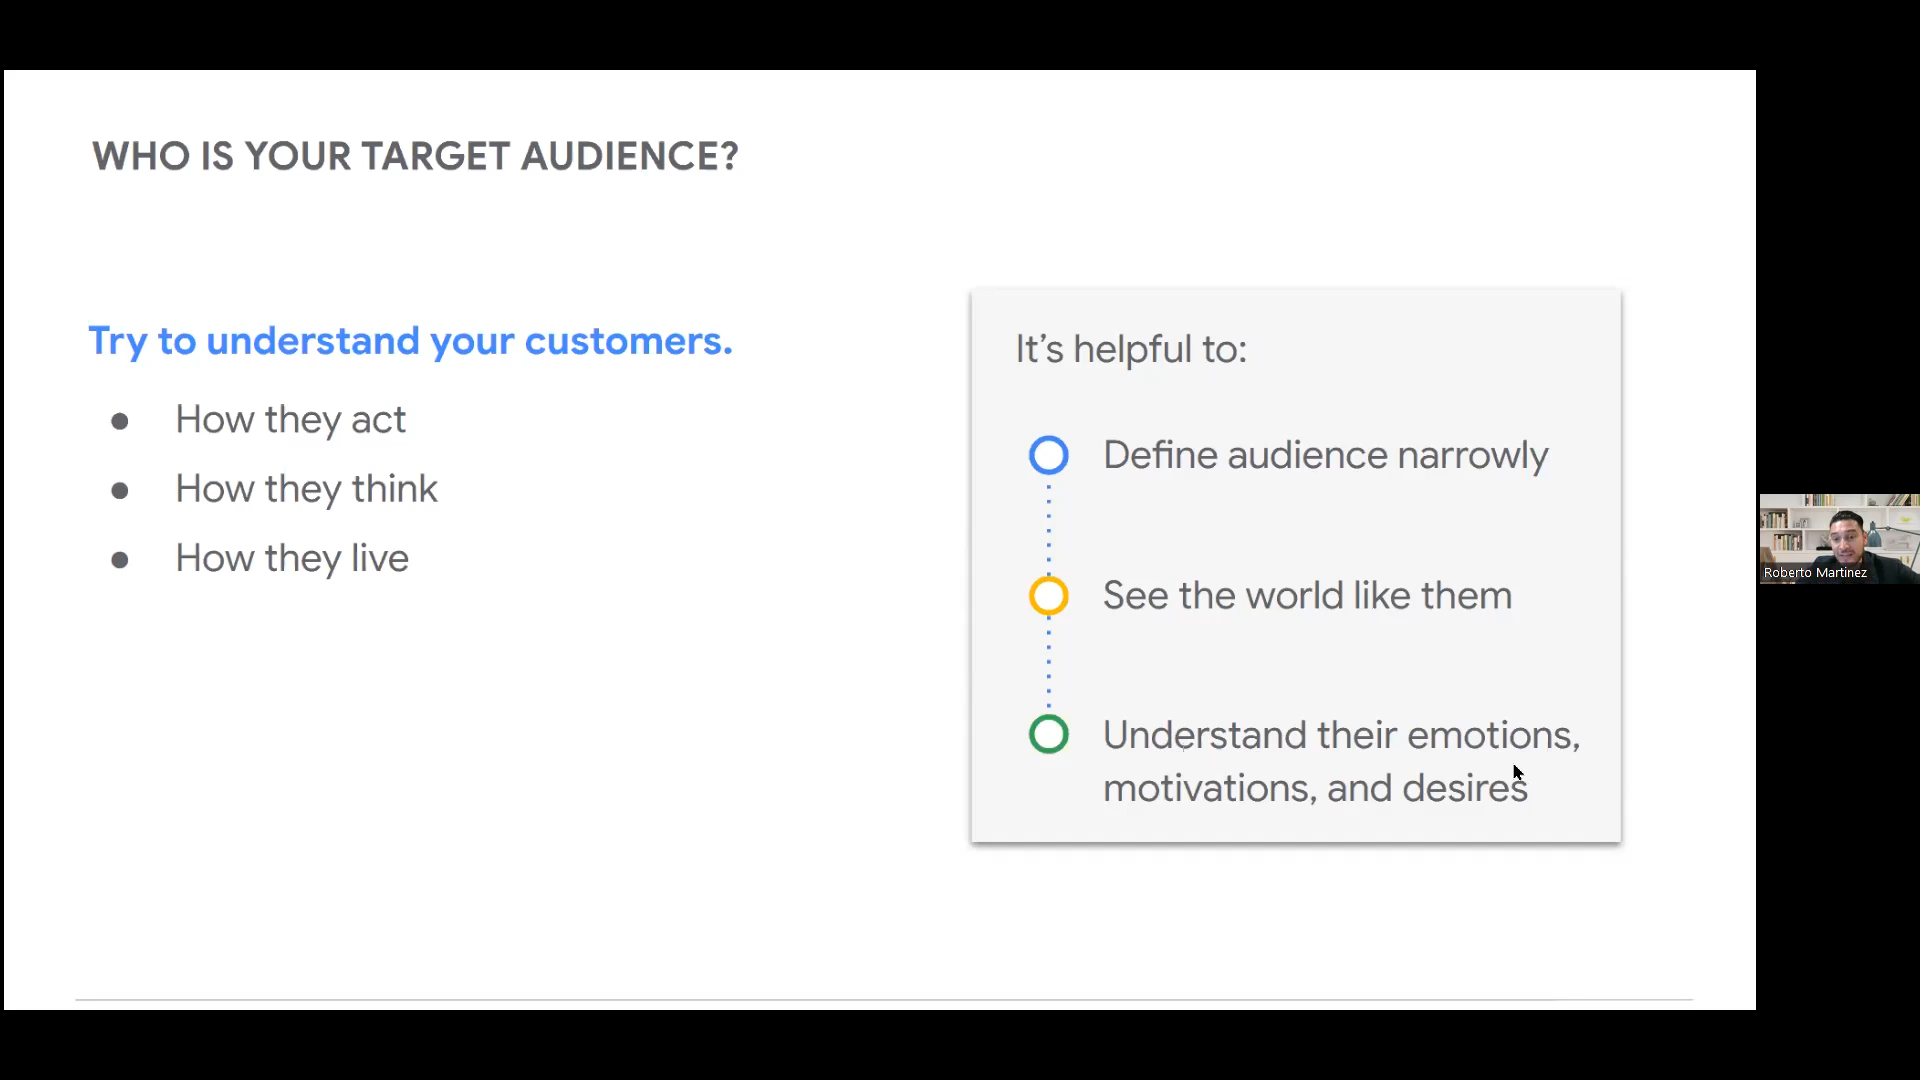 WHO IS YOUR TARGET AUDIENCE?
Try to understand your customers.
● How they act
● How they think
● How they live
It’s helpful to:
Define audience narrowly
See the world like them
Understand their emotions,
motivations, and desires
Roberto Martinez